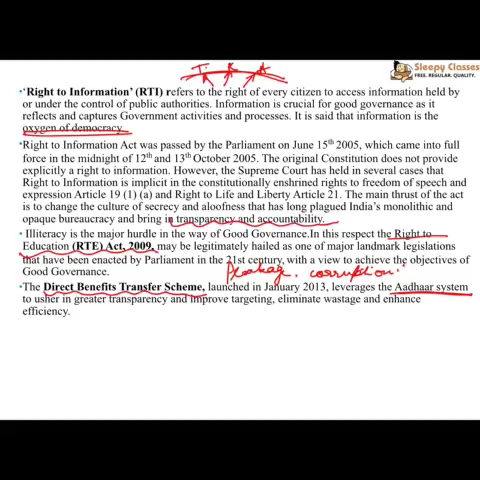 T. R A
Sleepy Classes
FREE. REGULAR. QUALITY.
• 'Right to Information' (RTI) refers to the right of every citizen to access information held by
or under the control of public authorities. Information is crucial for good governance as it
reflects and captures Government activities and processes. It is said that information is the
oxygen of democracy.
• Right to Information Act was passed by the Parliament on June 15th 2005, which came into full
force in the midnight of 12th and 13th October 2005. The original Constitution does not provide
explicitly a right to information. However, the Supreme Court has held in several cases that
Right to Information is implicit in the constitutionally enshrined rights to freedom of speech and
expression Article 19 (1) (a) and Right to Life and Liberty Article 21. The main thrust of the act
is to change the culture of secrecy and aloofness that has long plagued India's monolithic and
opaque bureaucracy and bring in transparency and accountability.
• Illiteracy is the major hurdle in the way of Good Governance.In this respect the Right to
Education (RTE) Act, 2009, may be legitimately hailed as one of major landmark legislations
that have been enacted by Parliament in the 21st century, with a view to achieve the objectives of
Good Governance.
corruption.
• The Direct Benefits Transfer Scheme, launched in January 2013, leverages the Aadhaar system
to usher in greater transparency and improve targeting, eliminate wastage and enhance
efficiency.